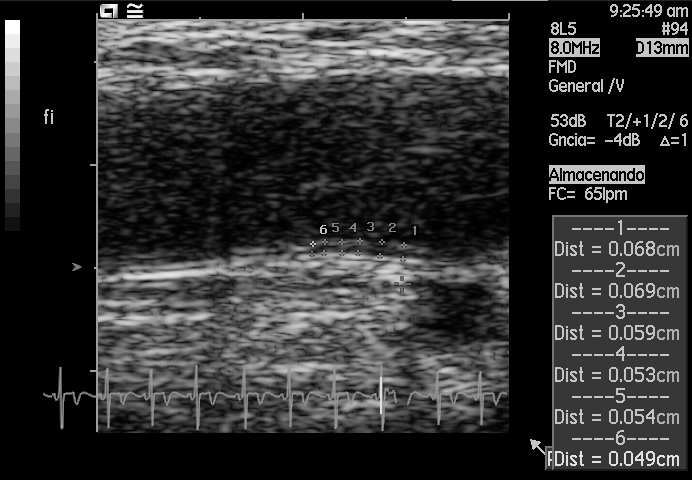 9:25:49 am
8L5 #94
8.0MHz D13mm
FMD
General /V
fi
53dB T2/+1/2/ 6
Gncia= -4dB Δ=1
Almacenando
FC= 65lpm
6 5 4 3 2 1
----1----
Dist = 0.068cm
----2----
Dist = 0.069cm
----3----
Dist = 0.059cm
----4----
Dist = 0.053cm
----5----
Dist = 0.054cm
----6----
Dist = 0.049cm